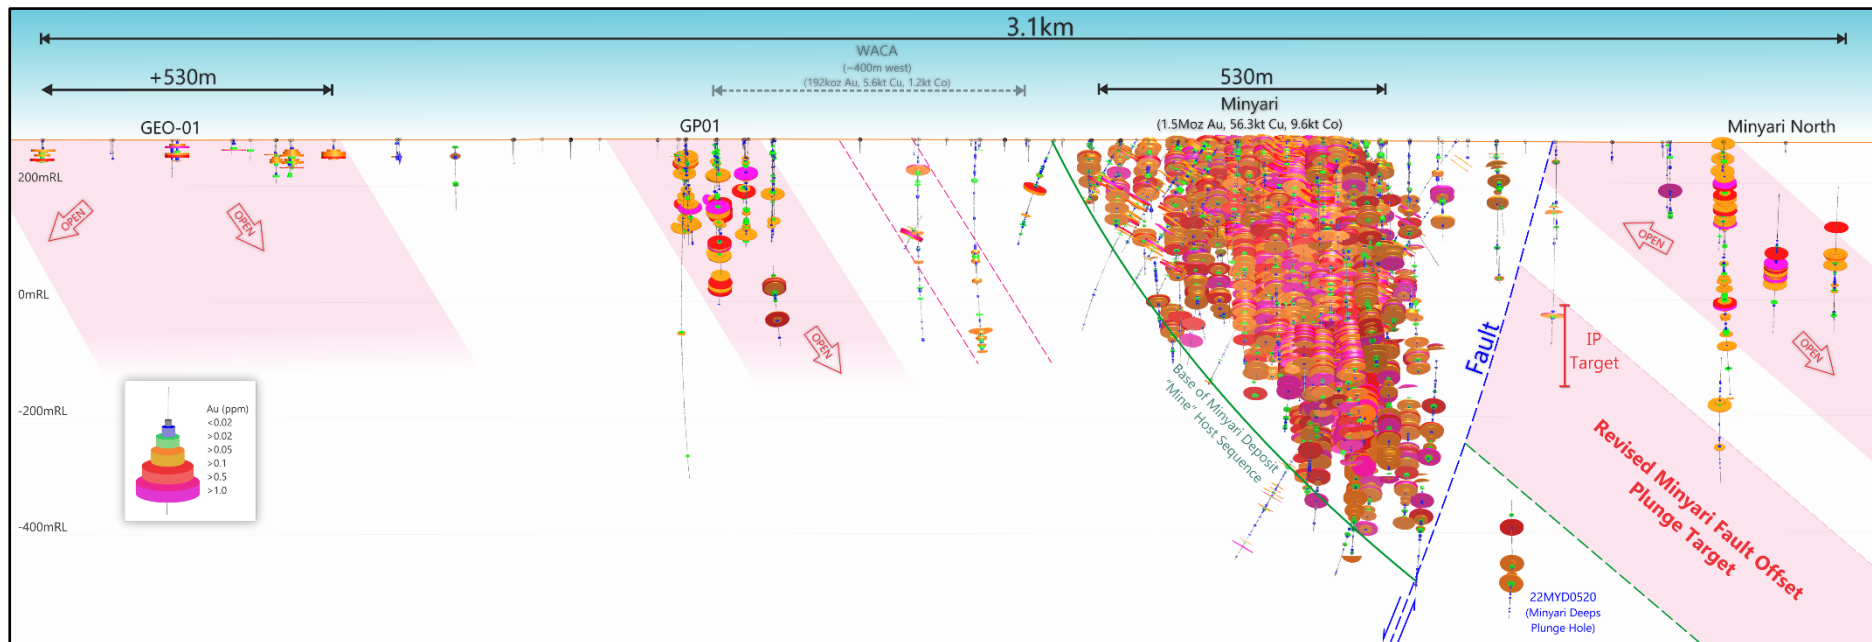 3.1km
WACA
(~400m west)
(192koz Au, 5.6kt Cu, 1.2kt Co)
+530m
530m
Minyari
(1.5Moz Au, 56.3kt Cu, 9.6kt Co)
GEO-01
GP01
Minyari North
200mRL
0mRL
-200mRL
-400mRL
OPEN
OPEN
OPEN
OPEN
OPEN
Au (ppm)
<0.02
>0.02
>0.05
>0.1
>0.5
>1.0
Base of Minyari Deposit
"Mine" Host Sequence
Fault
IP
Target
Revised Minyari Fault Offset
Plunge Target
22MYD0520
(Minyari Deeps
Plunge Hole)